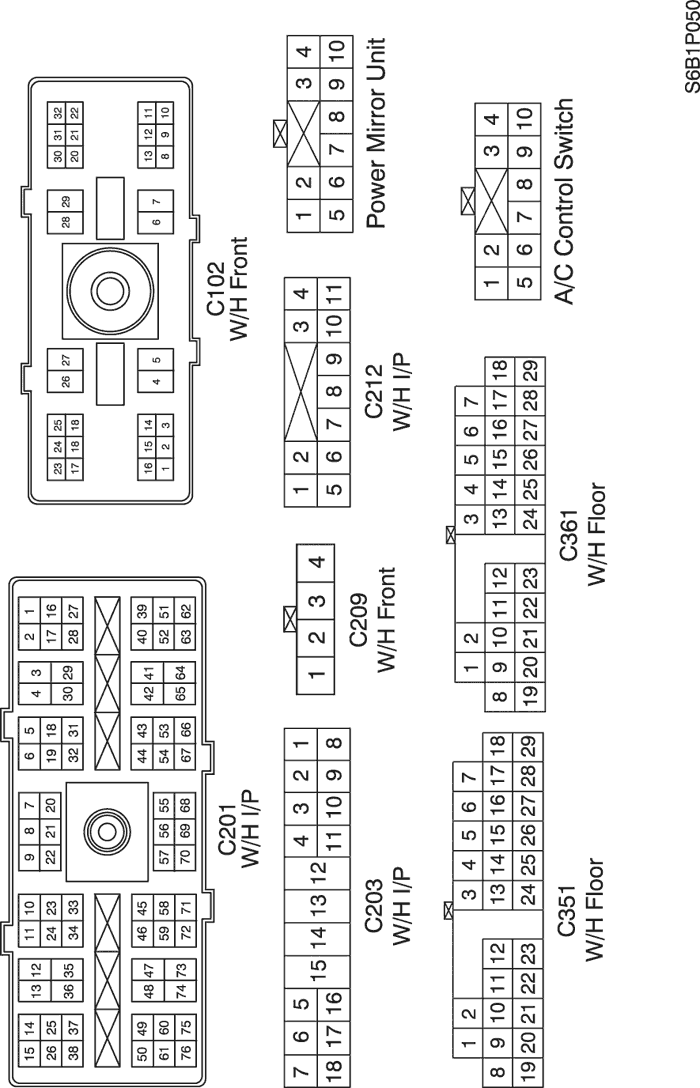 15 14 13 12 11 10 9 8 7 6 5 4 3 2 1
26 25 24 23 22 21 20 19 18 17 16
38 37 36 35 34 33 32 31 30 29 28 27
50 49 48 47 46 45 44 43 42 41 40 39
61 60 59 58 57 56 55 54 53 52 51
76 75 74 73 72 71 70 69 68 67 66 65 64 63 62
C201
W/H I/P
23 24 25 26 27 28 29 30 31 32
17 18 18 20 21 22
16 15 14 4 5 6 7 13 12 11
1 2 3 8 9 10
C102
W/H Front
7 6 5 15 14 13 12 4 3 2 1
18 17 16 11 10 9 8
C203
W/H I/P
1 2 3 4
C209
W/H Front
1 2 3 4
5 6 7 8 9 10 11
C212
W/H I/P
1 2 3 4
5 6 7 8 9 10
Power Mirror Unit
1 2 3 4 5 6 7
8 9 10 11 12 13 14 15 16 17 18
19 20 21 22 23 24 25 26 27 28 29
C351
W/H Floor
1 2 3 4 5 6 7
8 9 10 11 12 13 14 15 16 17 18
19 20 21 22 23 24 25 26 27 28 29
C361
W/H Floor
1 2 3 4
5 6 7 8 9 10
A/C Control Switch
S6B1P050